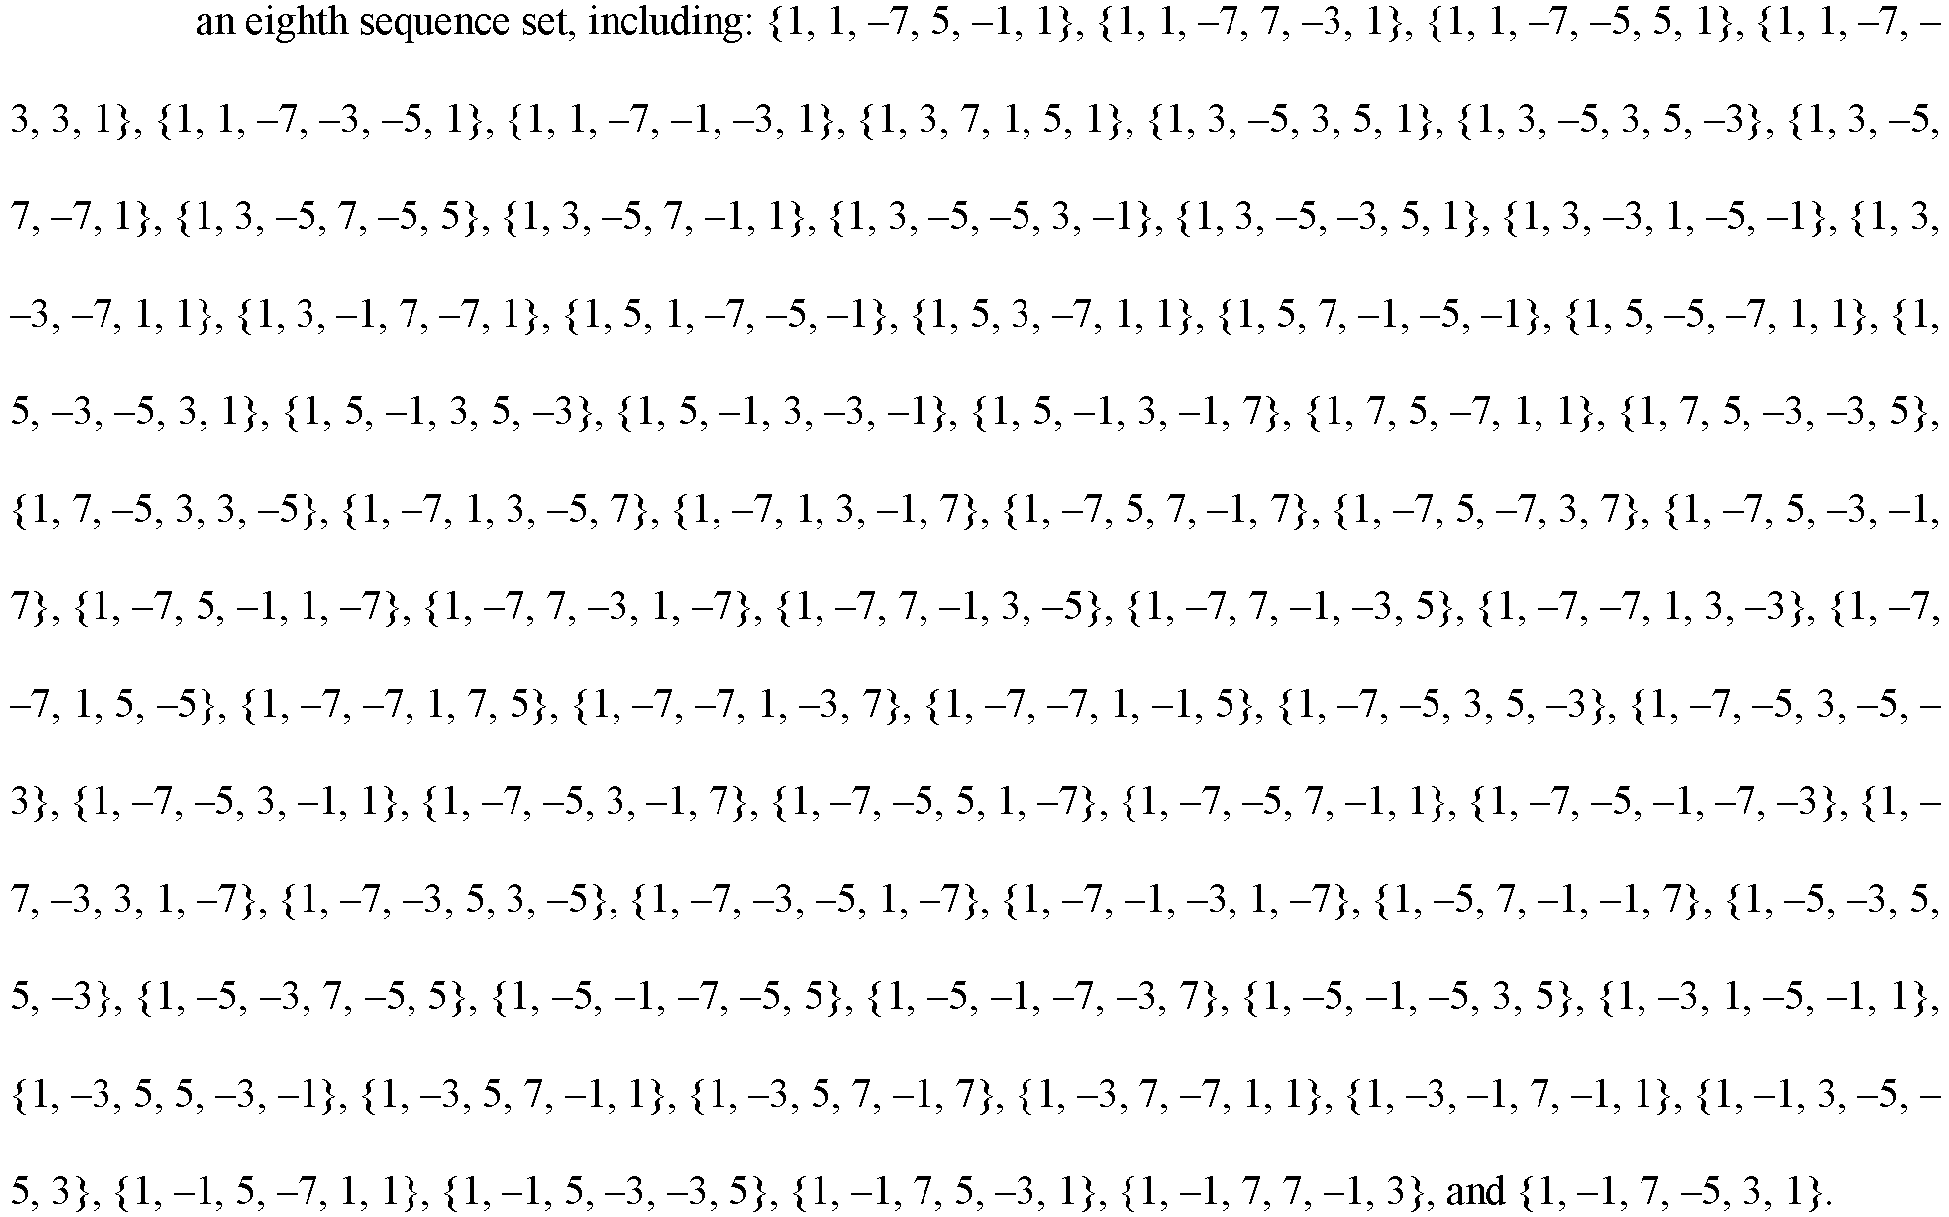 an eighth sequence set, including: {1, 1, –7, 5, –1, 1}, {1, 1, –7, 7, –3, 1}, {1, 1, –7, –5, 5, 1}, {1, 1, –7, –
3, 3, 1}, {1, 1, –7, –3, –5, 1}, {1, 1, –7, –1, –3, 1}, {1, 3, 7, 1, 5, 1}, {1, 3, –5, 3, 5, 1}, {1, 3, –5, 3, 5, –3}, {1, 3, –5,
7, –7, 1}, {1, 3, –5, 7, –5, 5}, {1, 3, –5, 7, –1, 1}, {1, 3, –5, –5, 3, –1}, {1, 3, –5, –3, 5, 1}, {1, 3, –3, 1, –5, –1}, {1, 3,
–3, –7, 1, 1}, {1, 3, –1, 7, –7, 1}, {1, 5, 1, –7, –5, –1}, {1, 5, 3, –7, 1, 1}, {1, 5, 7, –1, –5, –1}, {1, 5, –5, –7, 1, 1}, {1,
5, –3, –5, 3, 1}, {1, 5, –1, 3, 5, –3}, {1, 5, –1, 3, –3, –1}, {1, 5, –1, 3, –1, 7}, {1, 7, 5, –7, 1, 1}, {1, 7, 5, –3, –3, 5},
{1, 7, –5, 3, 3, –5}, {1, –7, 1, 3, –5, 7}, {1, –7, 1, 3, –1, 7}, {1, –7, 5, 7, –1, 7}, {1, –7, 5, –7, 3, 7}, {1, –7, 5, –3, –1,
7}, {1, –7, 5, –1, 1, –7}, {1, –7, 7, –3, 1, –7}, {1, –7, 7, –1, 3, –5}, {1, –7, 7, –1, –3, 5}, {1, –7, –7, 1, 3, –3}, {1, –7,
–7, 1, 5, –5}, {1, –7, –7, 1, 7, 5}, {1, –7, –7, 1, –3, 7}, {1, –7, –7, 1, –1, 5}, {1, –7, –5, 3, 5, –3}, {1, –7, –5, 3, –5, –
3}, {1, –7, –5, 3, –1, 1}, {1, –7, –5, 3, –1, 7}, {1, –7, –5, 5, 1, –7}, {1, –7, –5, 7, –1, 1}, {1, –7, –5, –1, –7, –3}, {1, –
7, –3, 3, 1, –7}, {1, –7, –3, 5, 3, –5}, {1, –7, –3, –5, 1, –7}, {1, –7, –1, –3, 1, –7}, {1, –5, 7, –1, –1, 7}, {1, –5, –3, 5,
5, –3}, {1, –5, –3, 7, –5, 5}, {1, –5, –1, –7, –5, 5}, {1, –5, –1, –7, –3, 7}, {1, –5, –1, –5, 3, 5}, {1, –3, 1, –5, –1, 1},
{1, –3, 5, 5, –3, –1}, {1, –3, 5, 7, –1, 1}, {1, –3, 5, 7, –1, 7}, {1, –3, 7, –7, 1, 1}, {1, –3, –1, 7, –1, 1}, {1, –1, 3, –5, –
5, 3}, {1, –1, 5, –7, 1, 1}, {1, –1, 5, –3, –3, 5}, {1, –1, 7, 5, –3, 1}, {1, –1, 7, 7, –1, 3}, and {1, –1, 7, –5, 3, 1}.